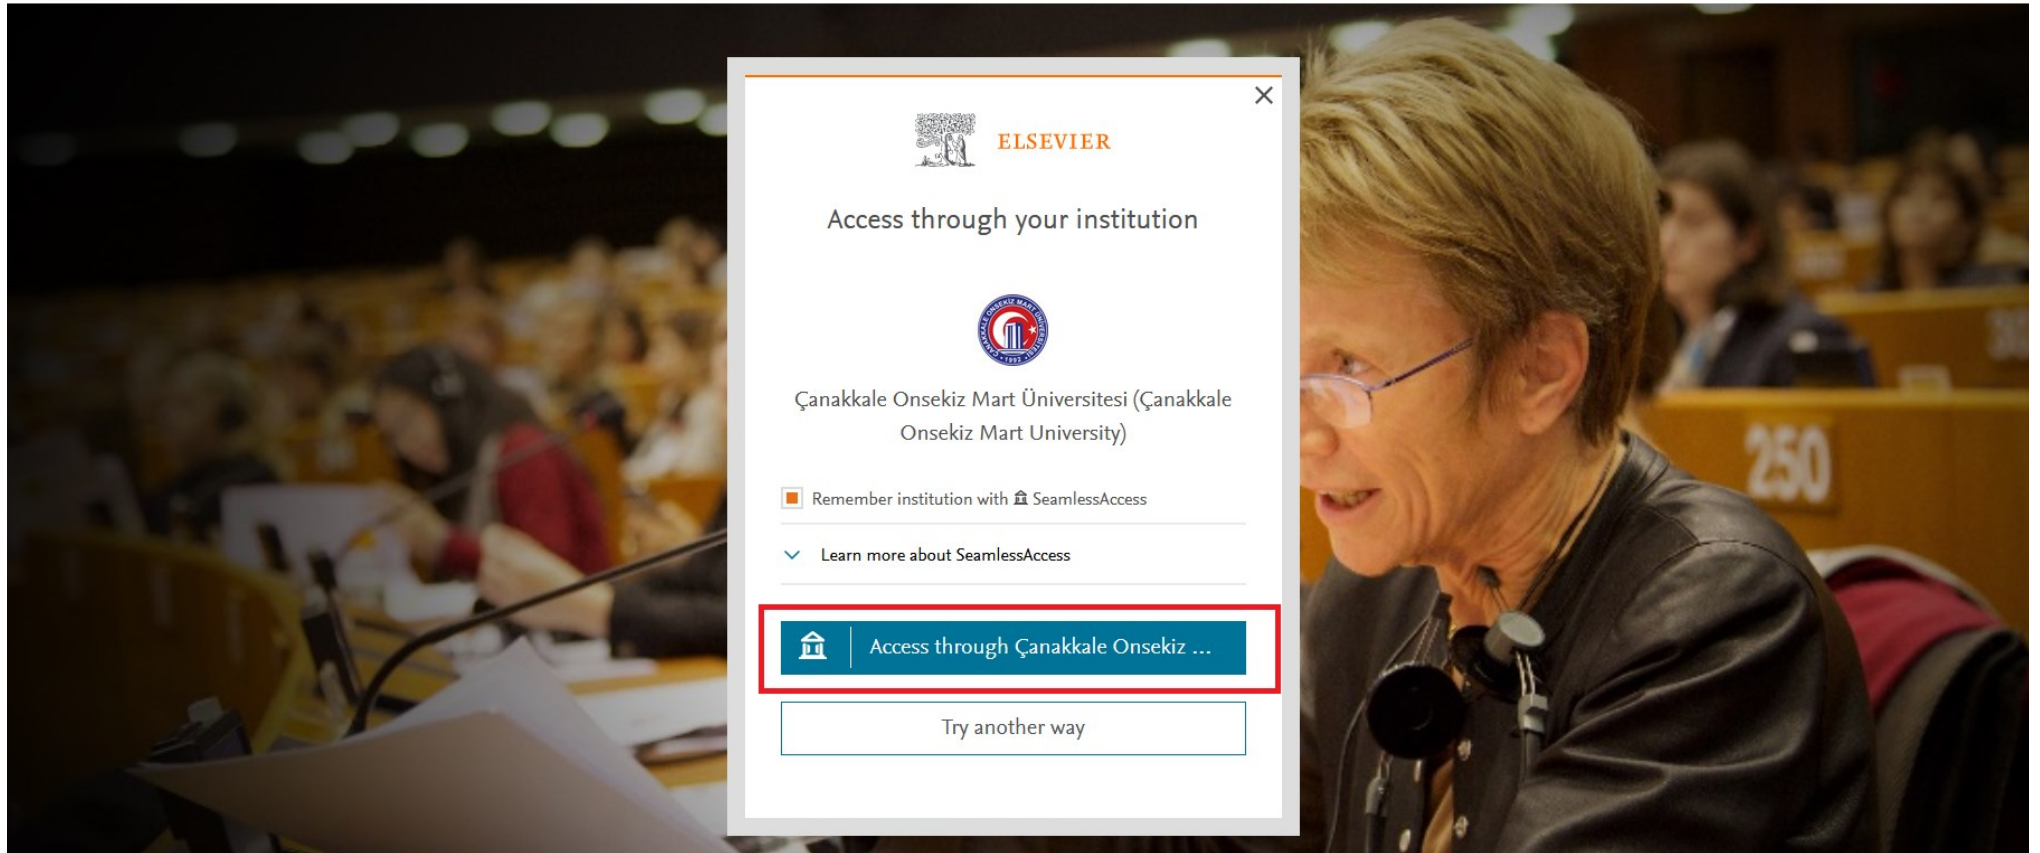 ELSEVIER
Access through your institution
Çanakkale Onsekiz Mart Üniversitesi (Çanakkale
Onsekiz Mart University)
Remember institution with SeamlessAccess
Learn more about SeamlessAccess
Access through Çanakkale Onsekiz ...
Try another way
250